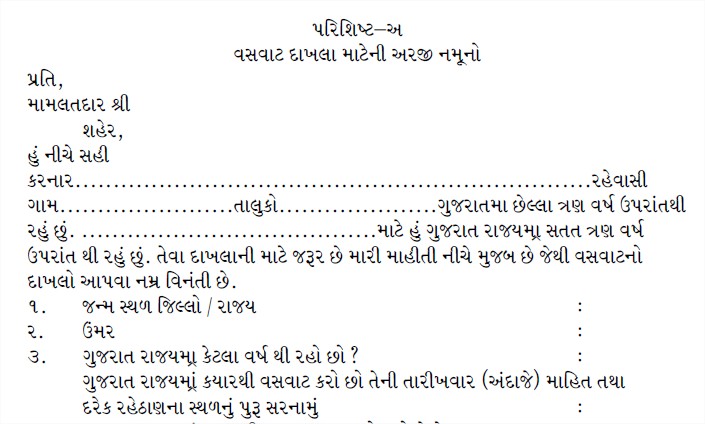 પરિશિષ્ટ–અ
વસવાટ દાખલા માટેની અરજી નમૂનો
પ્રતિ,
મામલતદાર શ્રી
શહેર,
હું નીચે સહી
કરનાર....................................................................રહેવાસી
ગામ.......................તાલુકો.....................ગુજરાતમા છેલ્લા ત્રણ વર્ષ ઉપરાંતથી
રહું છું. .......................................માટે હું ગુજરાત રાજ્યમા્ર સતત ત્રણ વર્ષ
ઉપરાંત થી રહું છું. તેવા દાખલાની માટે જરૂર છે મારી માહીતી નીચે મુજબ છે જેથી વસવાટનો
દાખલો આપવા નમ્ર વિનંતી છે.
૧. જન્મ સ્થળ જિલ્લો / રાજય :
ર. ઉંમર :
૩. ગુજરાત રાજયમા્ર કેટલા વર્ષ થી રહો છો ?
ગુજરાત રાજયમાં્ર કયારથી વસવાટ કરો છો તેની તારીખવાર (અંદાજે) માહિત તથા
દરેક રહેઠાણના સ્થળનું પુરૂ સરનામું :